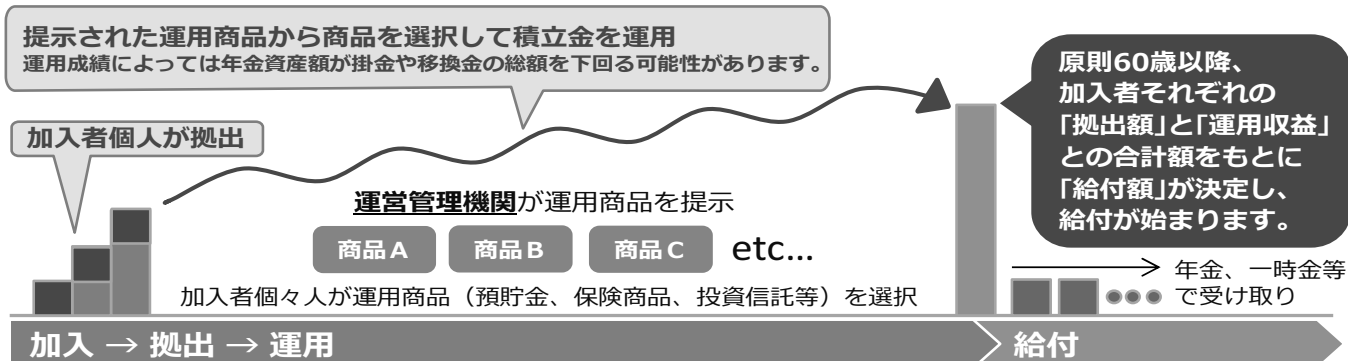 提示された運用商品から商品を選択して積立金を運用
運用成績によっては年金資産額が掛金や移換金の総額を下回る可能性があります。
加入者個人が拠出
運営管理機関が運用商品を提示
商品A
商品B
商品C
etc...
加入者個々人が運用商品（預貯金、保険商品、投資信託等）を選択
原則60歳以降、
加入者それぞれの
「拠出額」と「運用収益」
との合計額をもとに
「給付額」が決定し、
給付が始まります。
年金、一時金等
で受け取り
加入 → 拠出 → 運用
給付